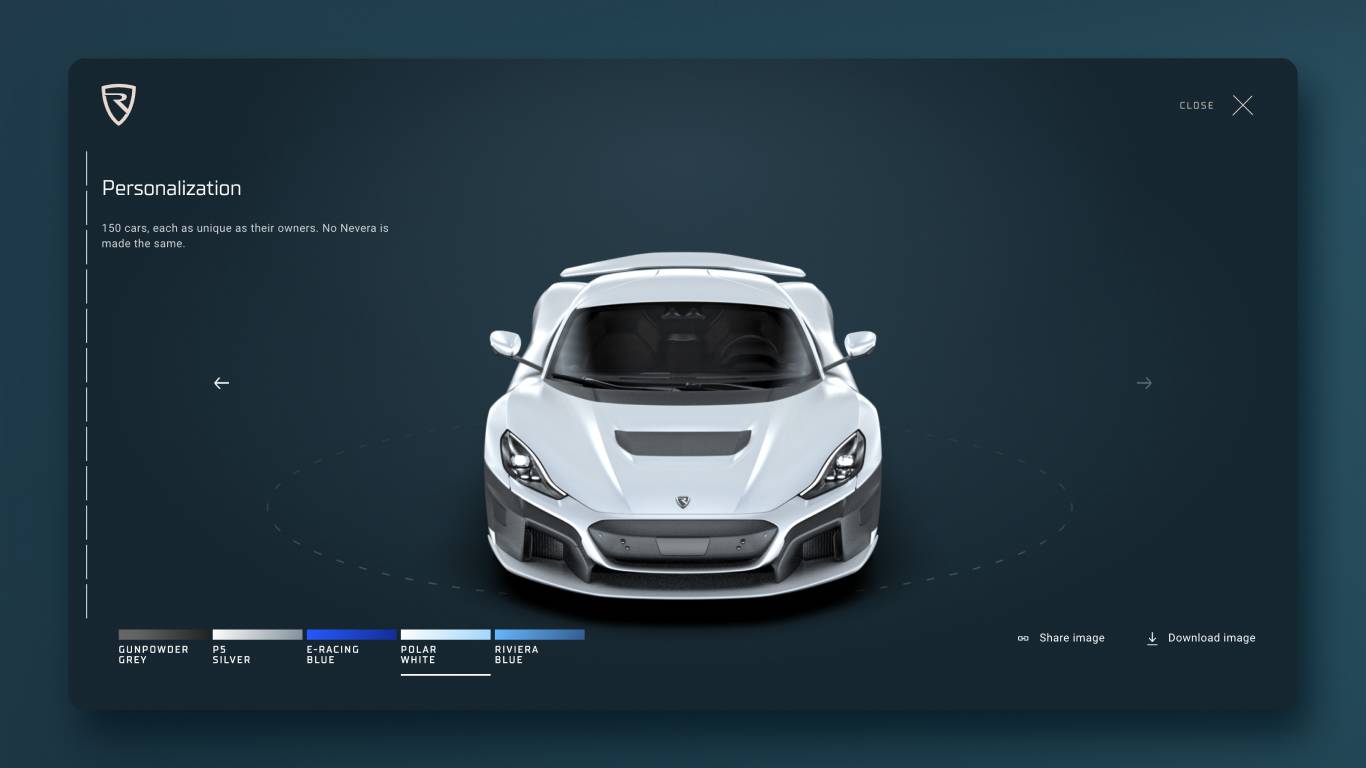 CLOSE
Personalization
150 cars, each as unique as their owners. No Nevera is
made the same.
GUNPOWDER
GREY
P5
SILVER
E-RACING
BLUE
POLAR
WHITE
RIVIERA
BLUE
Share image
Download image